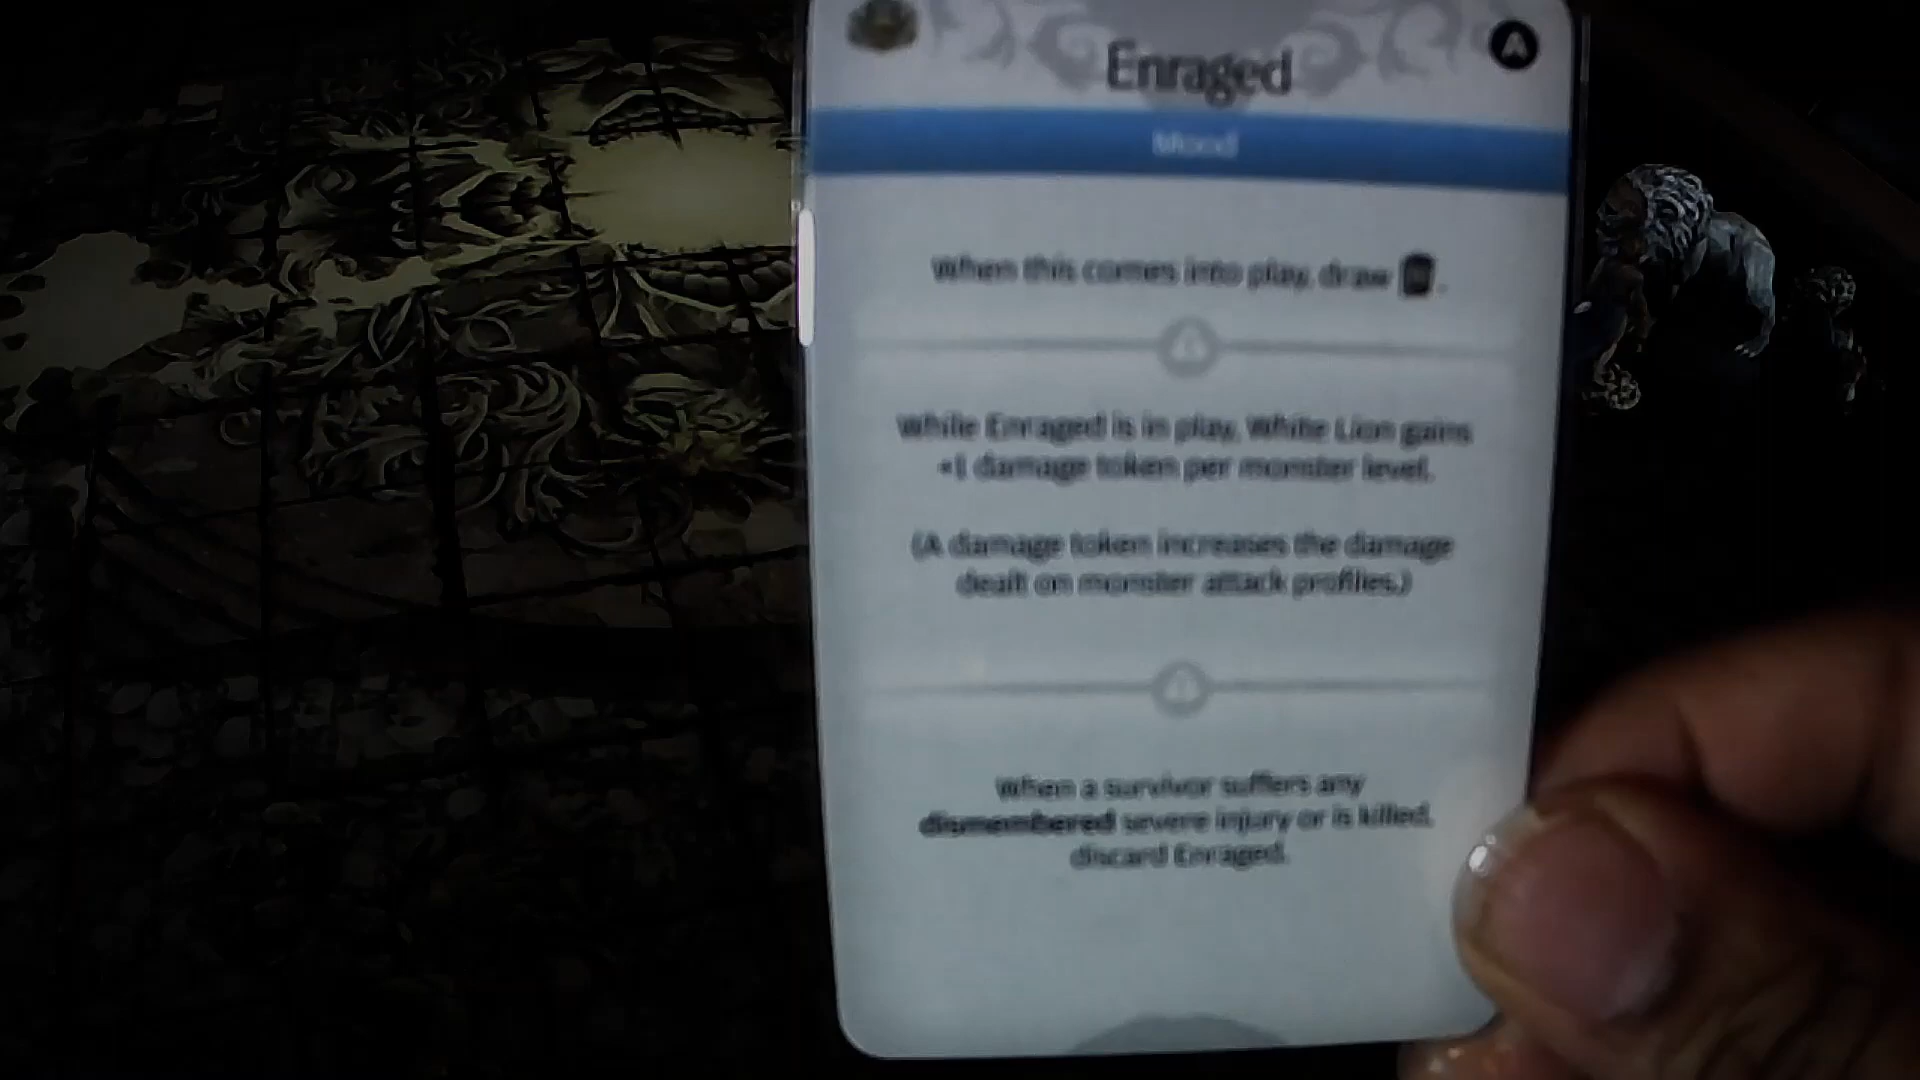 A
Enraged
Mood
When this comes into play, draw .
While Enraged is in play, White Lion gains
+1 damage token per monster level.
(A damage token increases the damage
dealt on monster attack profiles.)
When a survivor suffers any
dismembered severe injury or is killed,
discard Enraged.